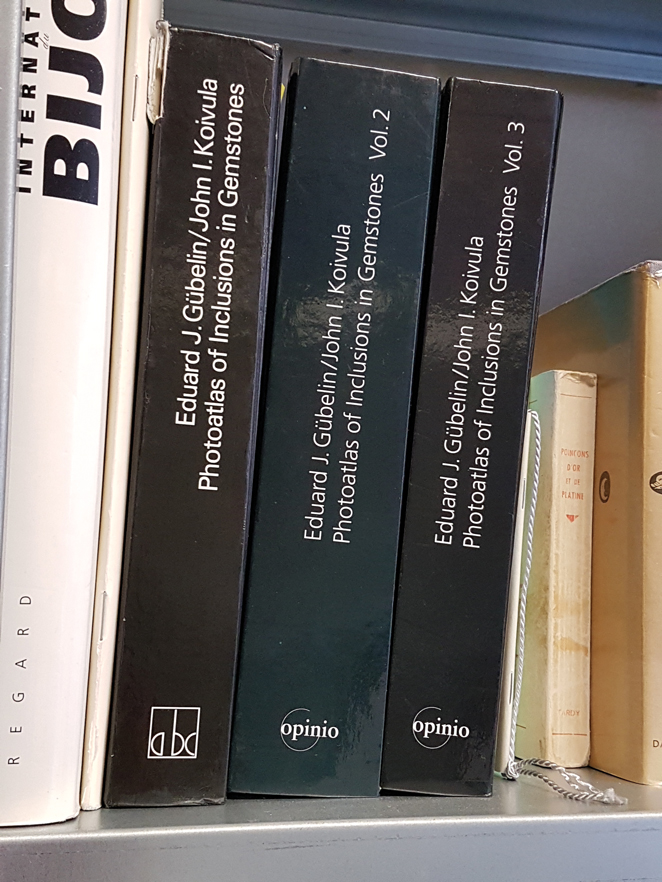 INTERNAT
du
BIJO
REGARD
Eduard J. Gübelin/John I. Koivula
Photoatlas of Inclusions in Gemstones
abc
Eduard J. Gübelin/John I. Koivula
Photoatlas of Inclusions in Gemstones Vol. 2
opinio
Eduard J. Gübelin/John I. Koivula
Photoatlas of Inclusions in Gemstones Vol. 3
opinio
POINCONS
D'OR
ET DE
PLATINE